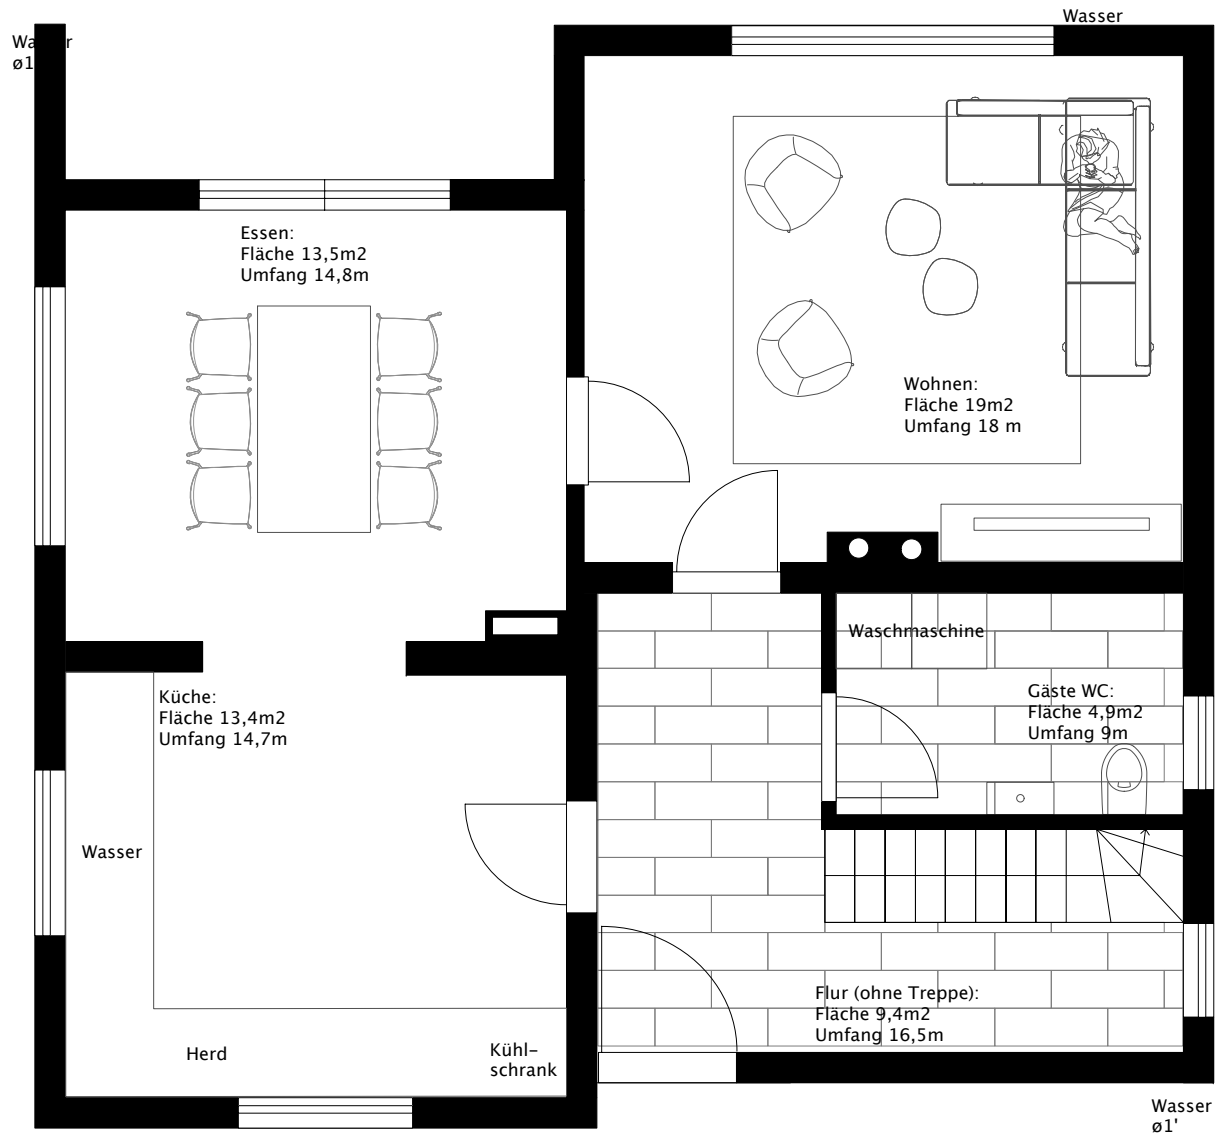 Wasser
Wasser
ø1
Essen:
Fläche 13,5m2
Umfang 14,8m
Wohnen:
Fläche 19m2
Umfang 18 m
Waschmaschine
Küche:
Fläche 13,4m2
Umfang 14,7m
Gäste WC:
Fläche 4,9m2
Umfang 9m
Wasser
Flur (ohne Treppe):
Fläche 9,4m2
Umfang 16,5m
Herd
Kühl-
schrank
Wasser
ø1'